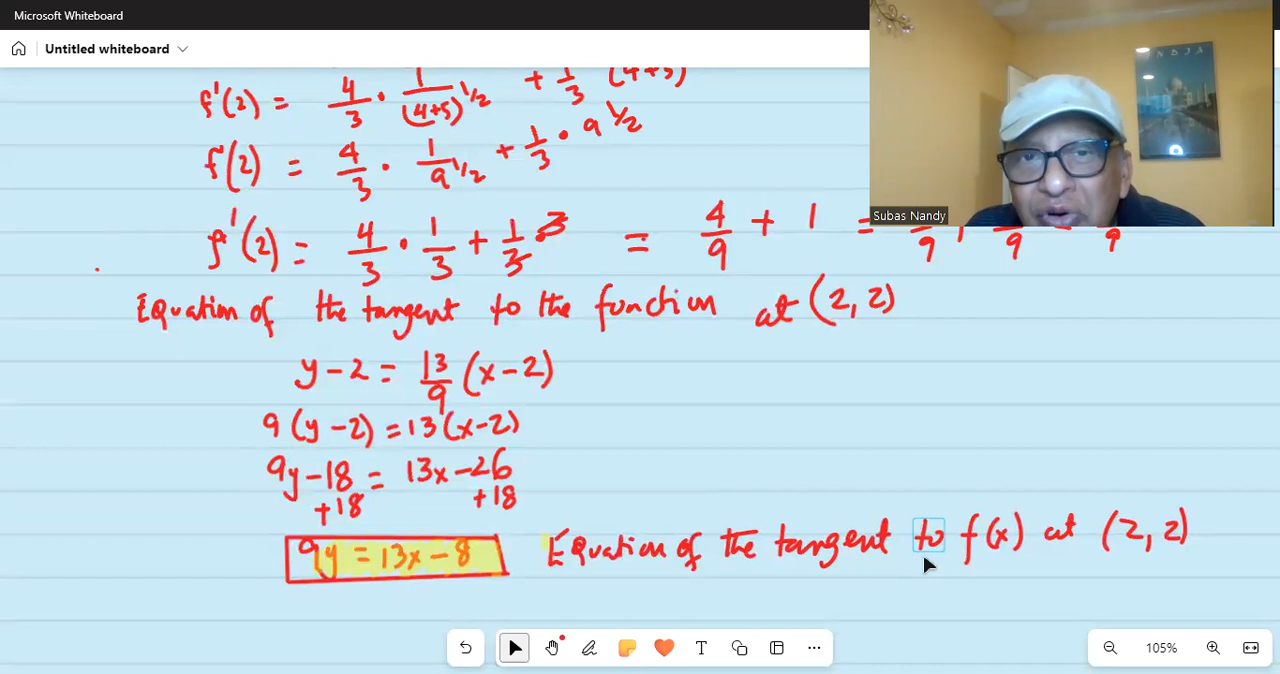 Microsoft Whiteboard
Untitled whiteboard
f'(2) = 4/3 · 1/(4+5)^1/2 + 1/3 (4+5)
f'(2) = 4/3 · 1/9^1/2 + 1/3 · 9^1/2
f'(2) = 4/3 · 1/3 + 1/3 · 3 = 4/9 + 1 =
Subas Nandy
Equation of the tangent to the function at (2, 2)
y - 2 = 13/9 (x - 2)
9(y - 2) = 13(x - 2)
9y - 18 = 13x - 26
+18 +18
9y = 13x - 8 Equation of the tangent to f(x) at (2, 2)
105%